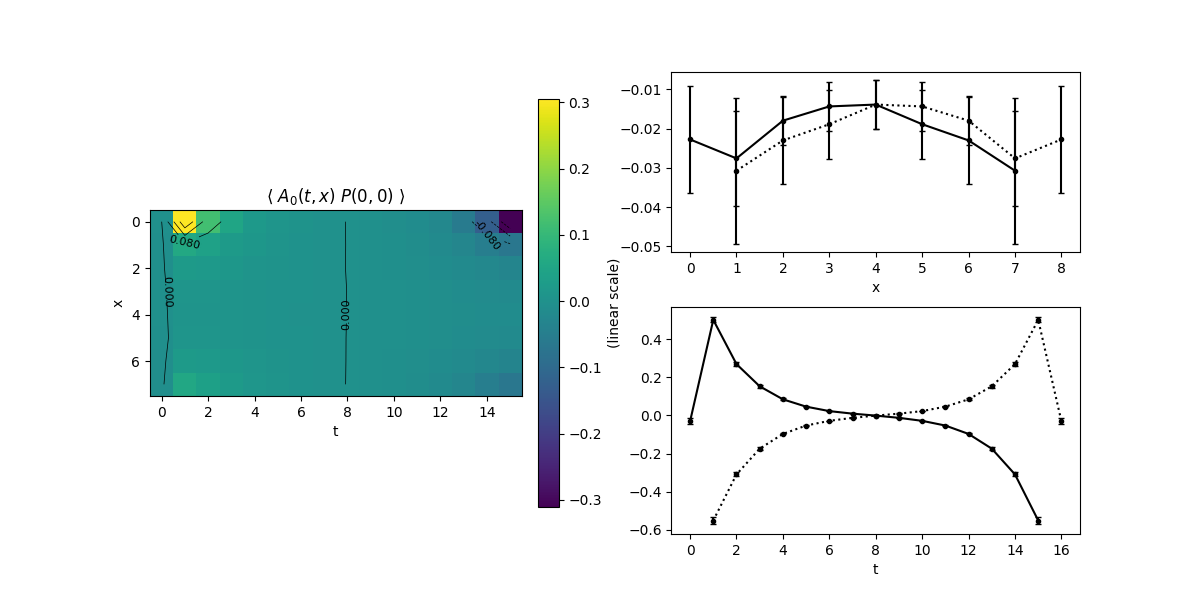 ⟨ A₀(t, x) P(0, 0) ⟩
0
2
4
6
x
0 2 4 6 8 10 12 14
t
0.080
0.000
0.000
-0.080
0.3
0.2
0.1
0.0
−0.1
−0.2
−0.3
−0.01
−0.02
−0.03
−0.04
−0.05
0 1 2 3 4 5 6 7 8
x
(linear scale)
0.4
0.2
0.0
−0.2
−0.4
−0.6
0 2 4 6 8 10 12 14 16
t